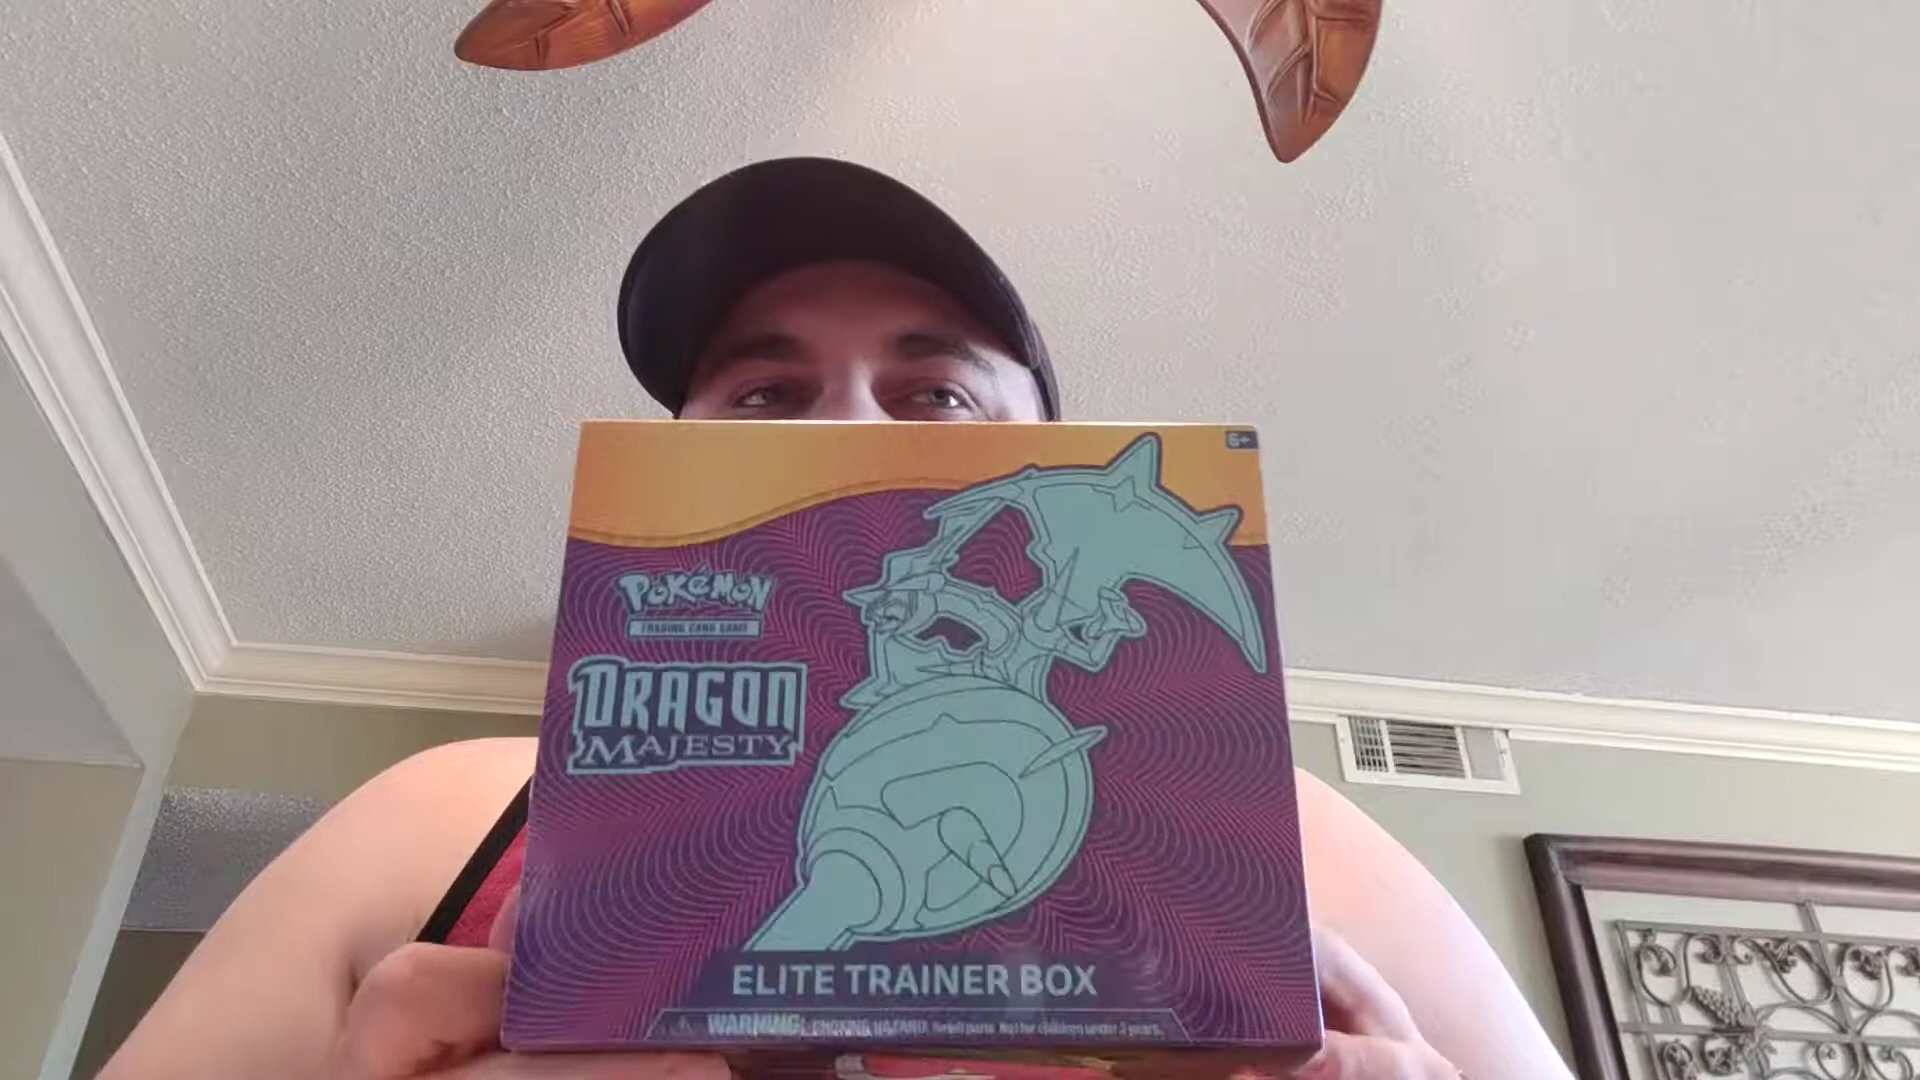 6+
POKéMON
TRADING CARD GAME
DRAGON
MAJESTY
ELITE TRAINER BOX
⚠ WARNING: CHOKING HAZARD. Small parts. Not for children under 3 years.